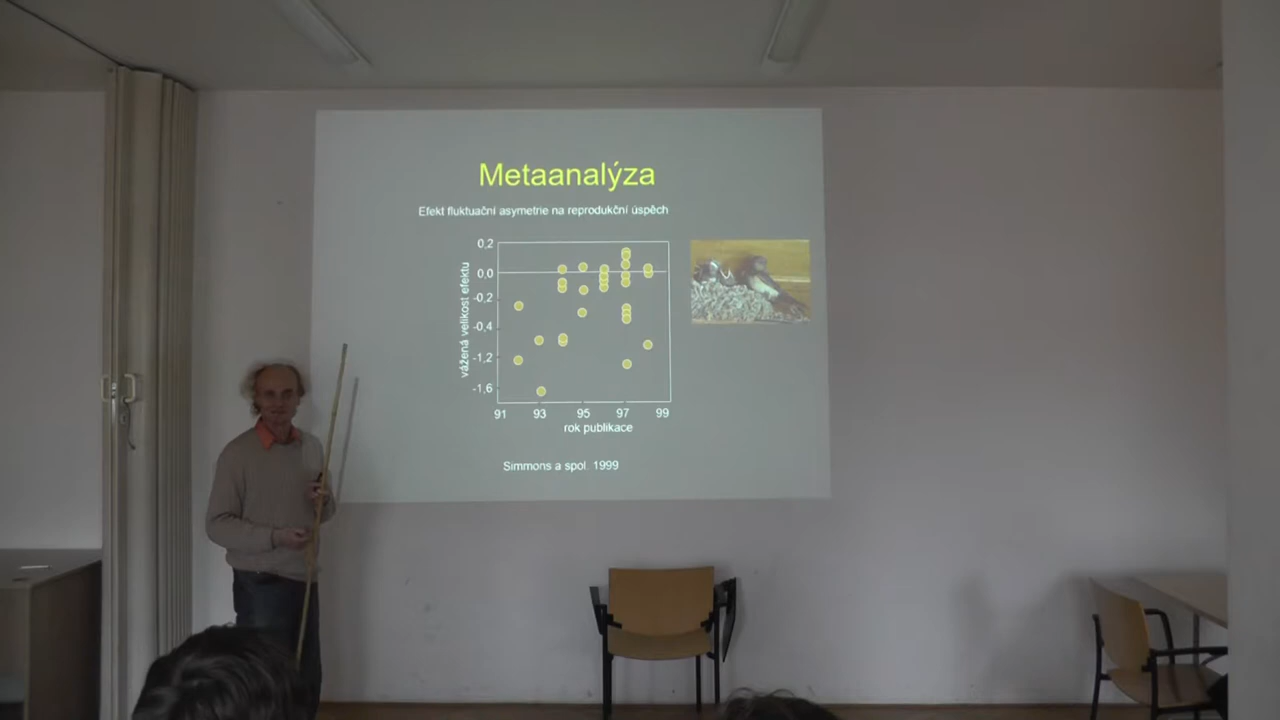 Metaanalýza
Efekt fluktuační asymetrie na reprodukční úspěch
vážená velikost efektu
0,2
0,0
-0,2
-0,4
-1,2
-1,6
91 93 95 97 99
rok publikace
Simmons a spol. 1999